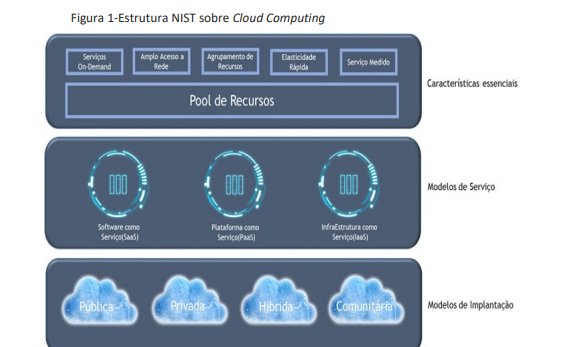 Figura 1-Estrutura NIST sobre Cloud Computing
Serviços
On-Demand
Amplo Acesso a
Rede
Agrupamento de
Recursos
Elasticidade
Rápida
Serviço Medido
Pool de Recursos
Características essenciais
Software como
Serviço(SaaS)
Plataforma como
Serviço(PaaS)
InfraEstrutura como
Serviço(IaaS)
Modelos de Serviço
Pública
Privada
Híbrida
Comunitária
Modelos de Implantação